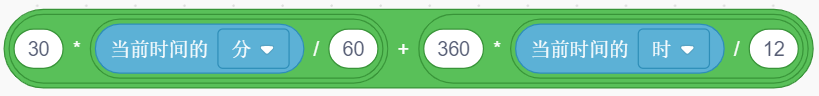 30 * 当前时间的 分 / 60 + 360 * 当前时间的 时 / 12